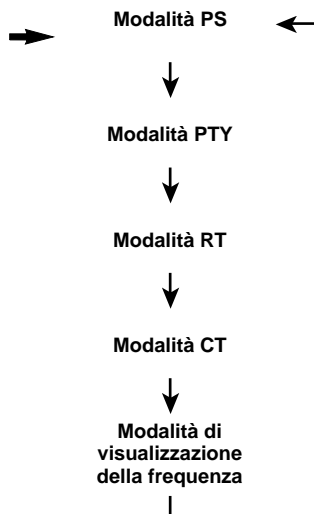 Modalità PS
Modalità PTY
Modalità RT
Modalità CT
Modalità di
visualizzazione
della frequenza